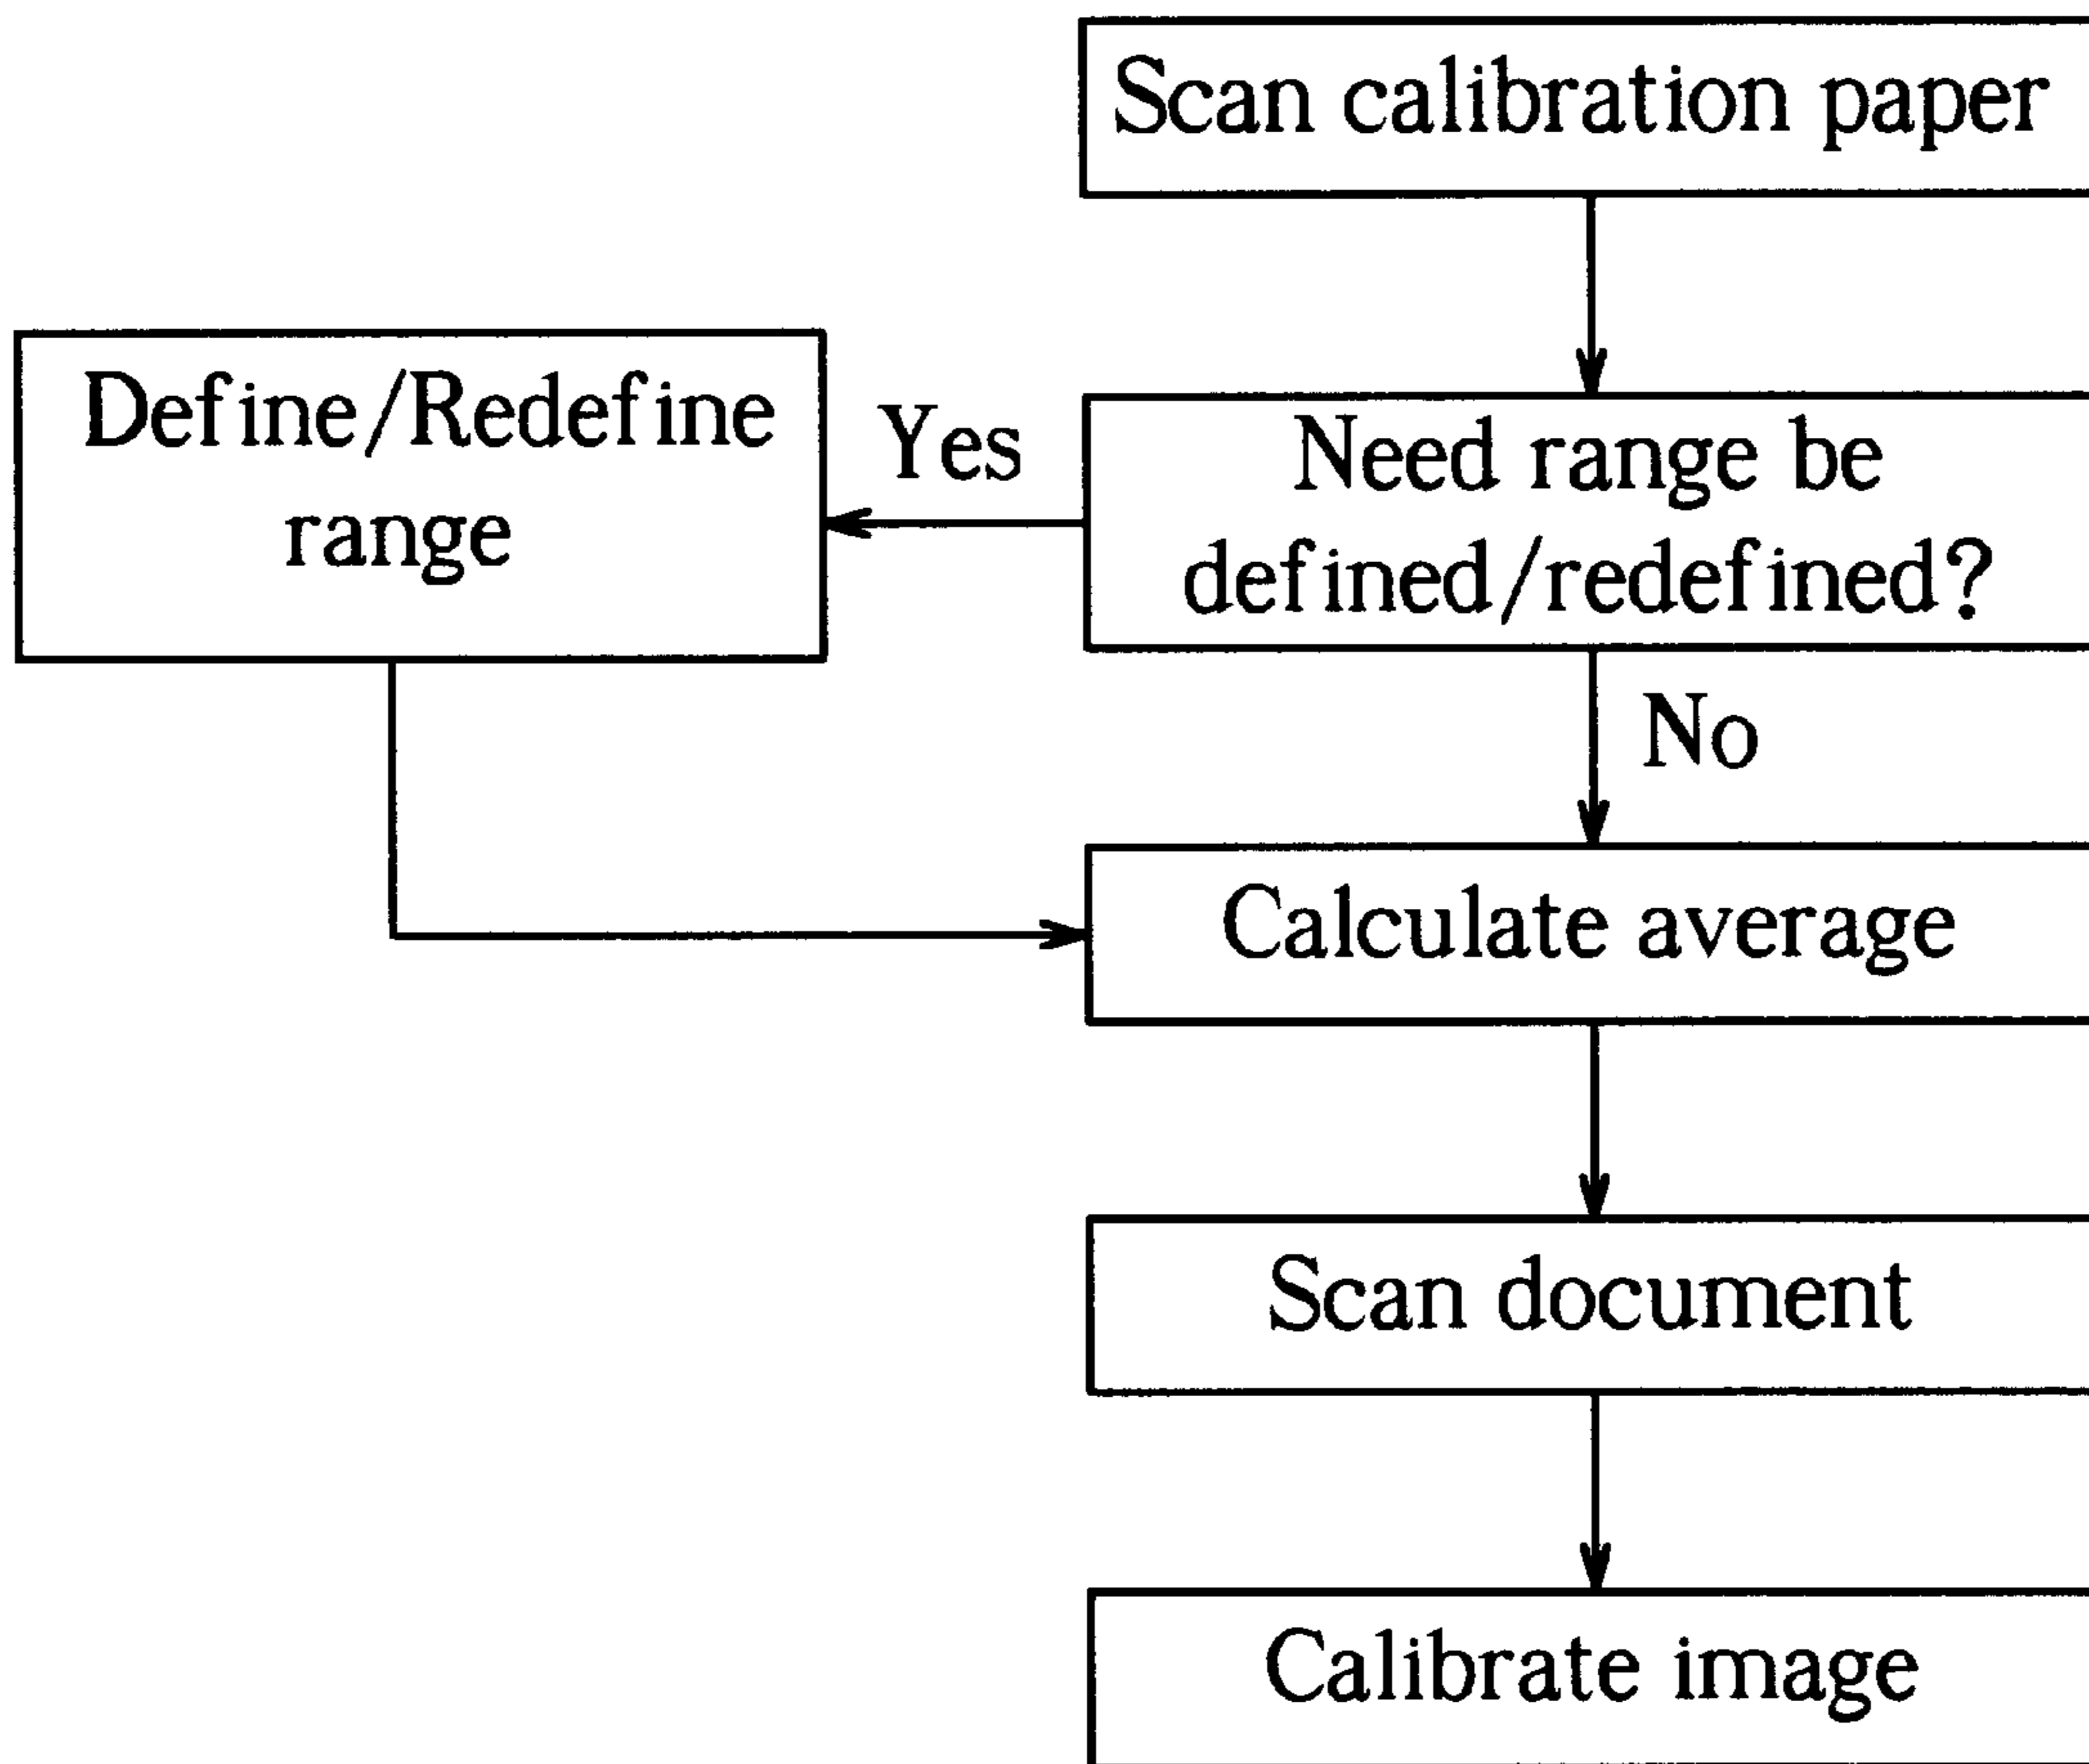 Scan calibration paper
Need range be
defined/redefined?
Yes
Define/Redefine
range
No
Calculate average
Scan document
Calibrate image